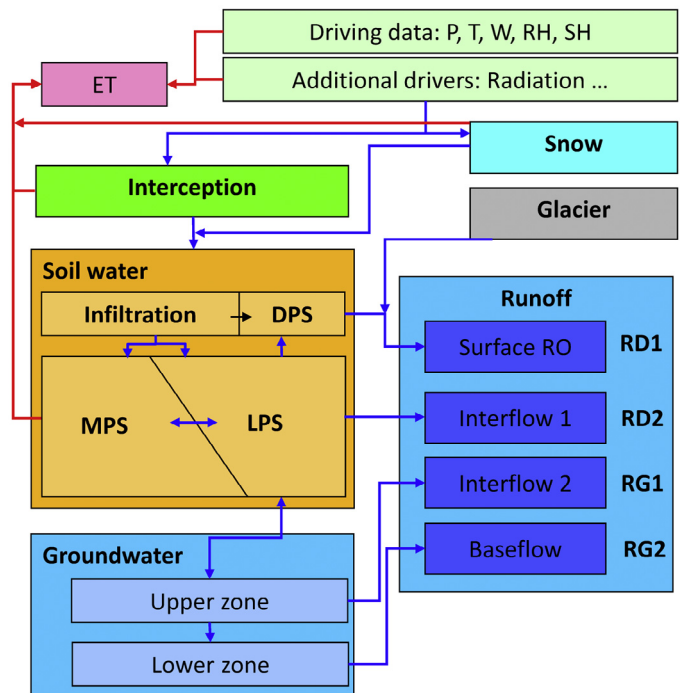 Driving data: P, T, W, RH, SH
ET
Additional drivers: Radiation ...
Snow
Interception
Glacier
Soil water
Runoff
Infiltration
DPS
Surface RO
RD1
MPS
LPS
Interflow 1
RD2
Interflow 2
RG1
Groundwater
Baseflow
RG2
Upper zone
Lower zone